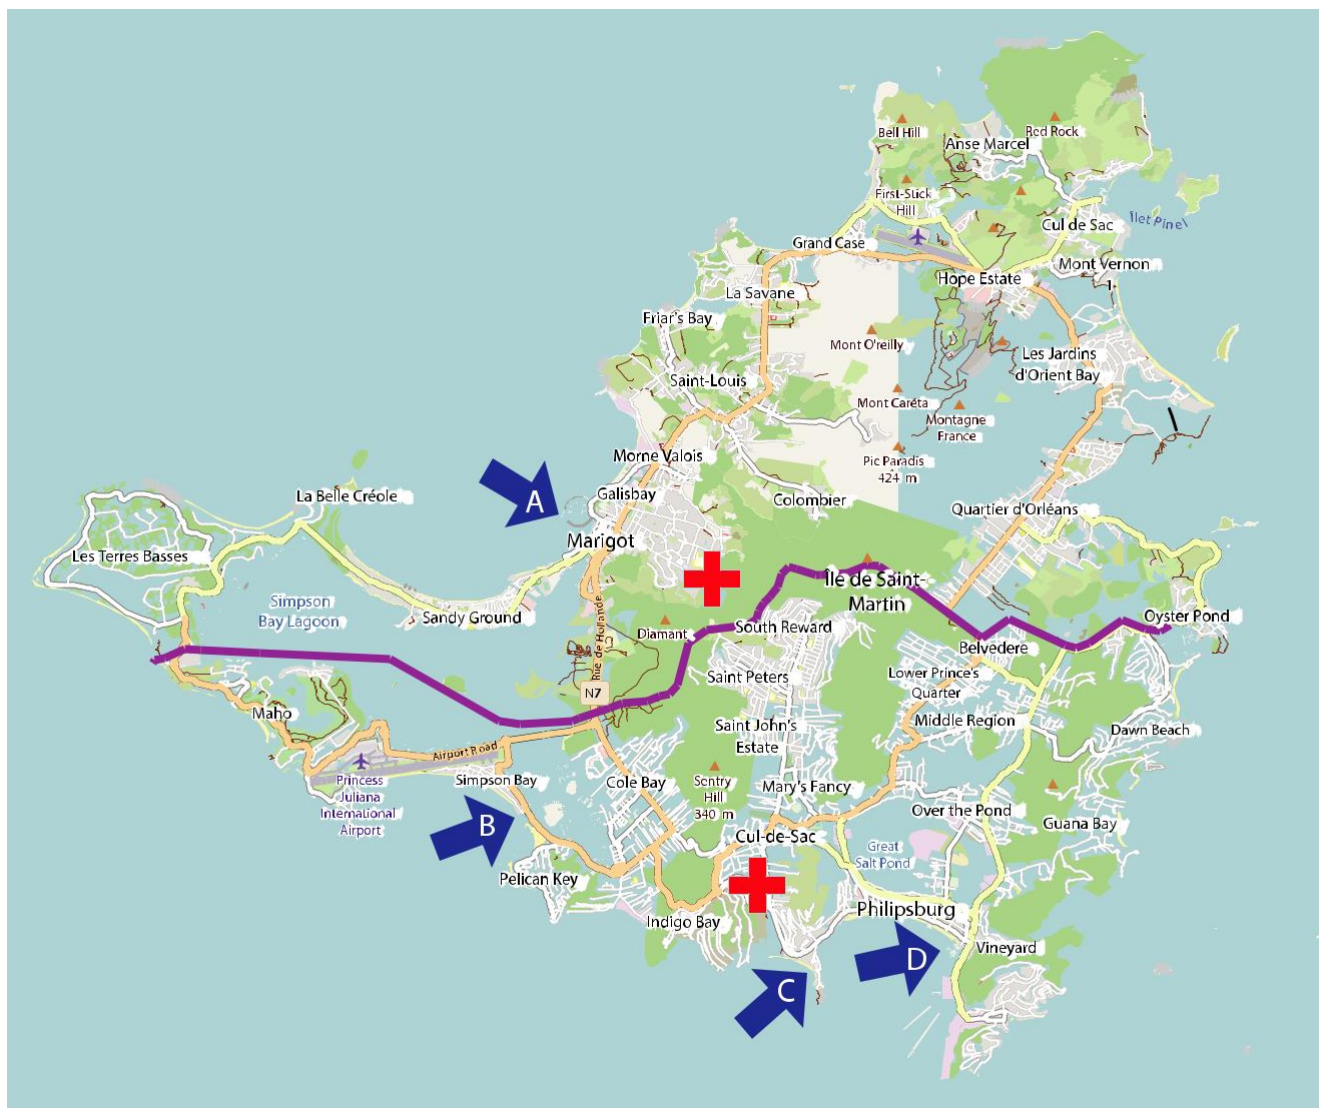 Bell Hill
Red Rock
Anse Marcel
First-Stick
Hill
Îlet Pinel
Cul de Sac
Grand Case
Mont Vernon
Hope Estate
La Savane
Friar's Bay
Mont O'reilly
Les Jardins
d'Orient Bay
Saint-Louis
Mont Caréta
Montagne
France
Morne Valois
Pic Paradis
424 m
A
Galisbay
La Belle Créole
Colombier
Quartier d'Orléans
Marigot
Les Terres Basses
Île de Saint-
Martin
Simpson
Bay Lagoon
Sandy Ground
Rue de Hollande
Diamant
South Reward
Oyster Pond
Belvedere
Saint Peters
Lower Prince's
Quarter
N7
Maho
Saint John's
Estate
Middle Region
Dawn Beach
Airport Road
Princess
Juliana
International
Airport
Simpson Bay
Cole Bay
Sentry
Hill
340 m
Mary's Fancy
Over the Pond
Guana Bay
B
Cul-de-Sac
Great
Salt Pond
Pelican Key
Indigo Bay
Philipsburg
Vineyard
D
C